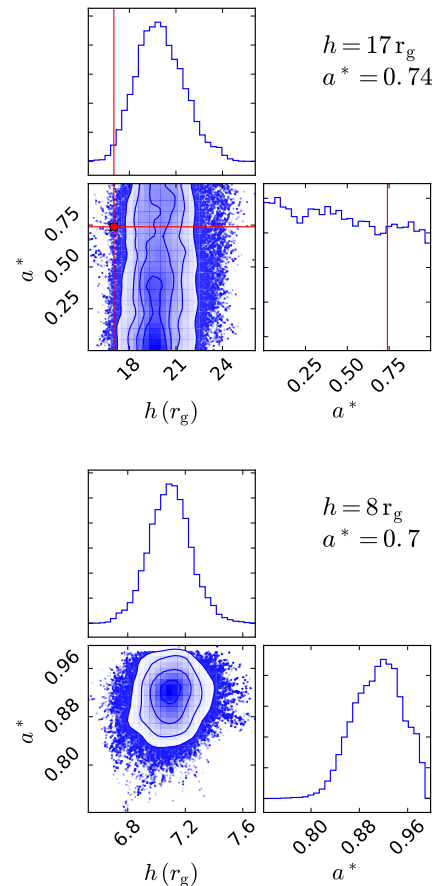 h = 17 r_g
a* = 0.74
0.75
0.50
0.25
a*
18
21
24
h (r_g)
0.25
0.50
0.75
a*
h = 8 r_g
a* = 0.7
0.96
0.88
0.80
a*
6.8
7.2
7.6
h (r_g)
0.80
0.88
0.96
a*